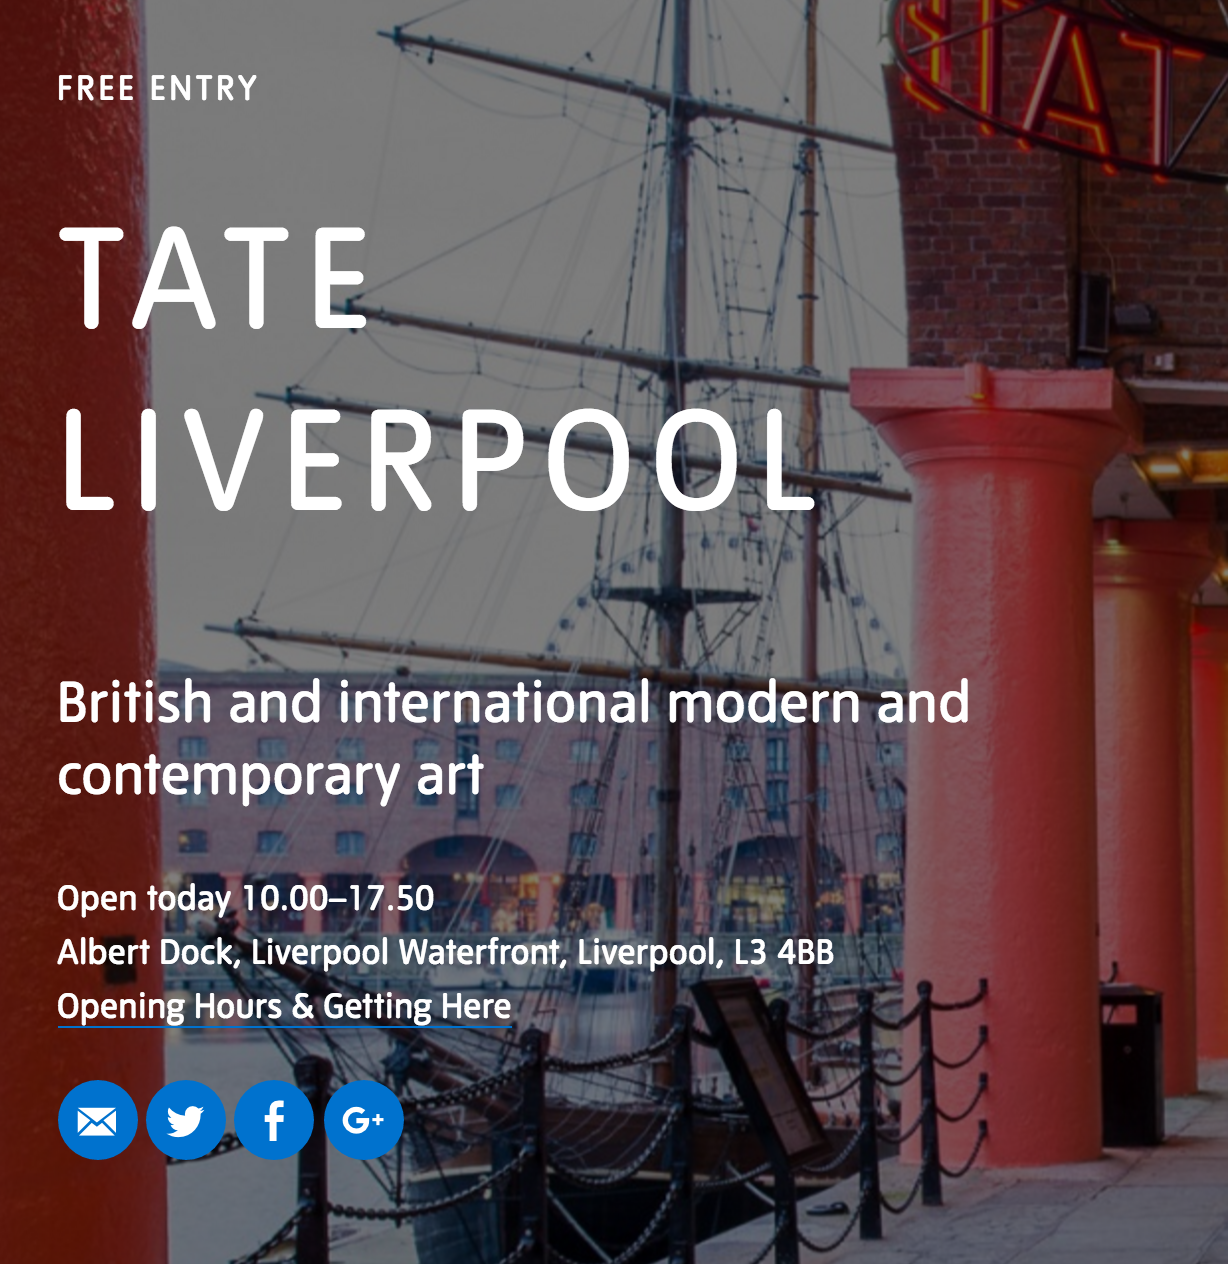 FREE ENTRY
TAT
TATE
LIVERPOOL
British and international modern and
contemporary art
Open today 10.00–17.50
Albert Dock, Liverpool Waterfront, Liverpool, L3 4BB
Opening Hours & Getting Here
f
G+